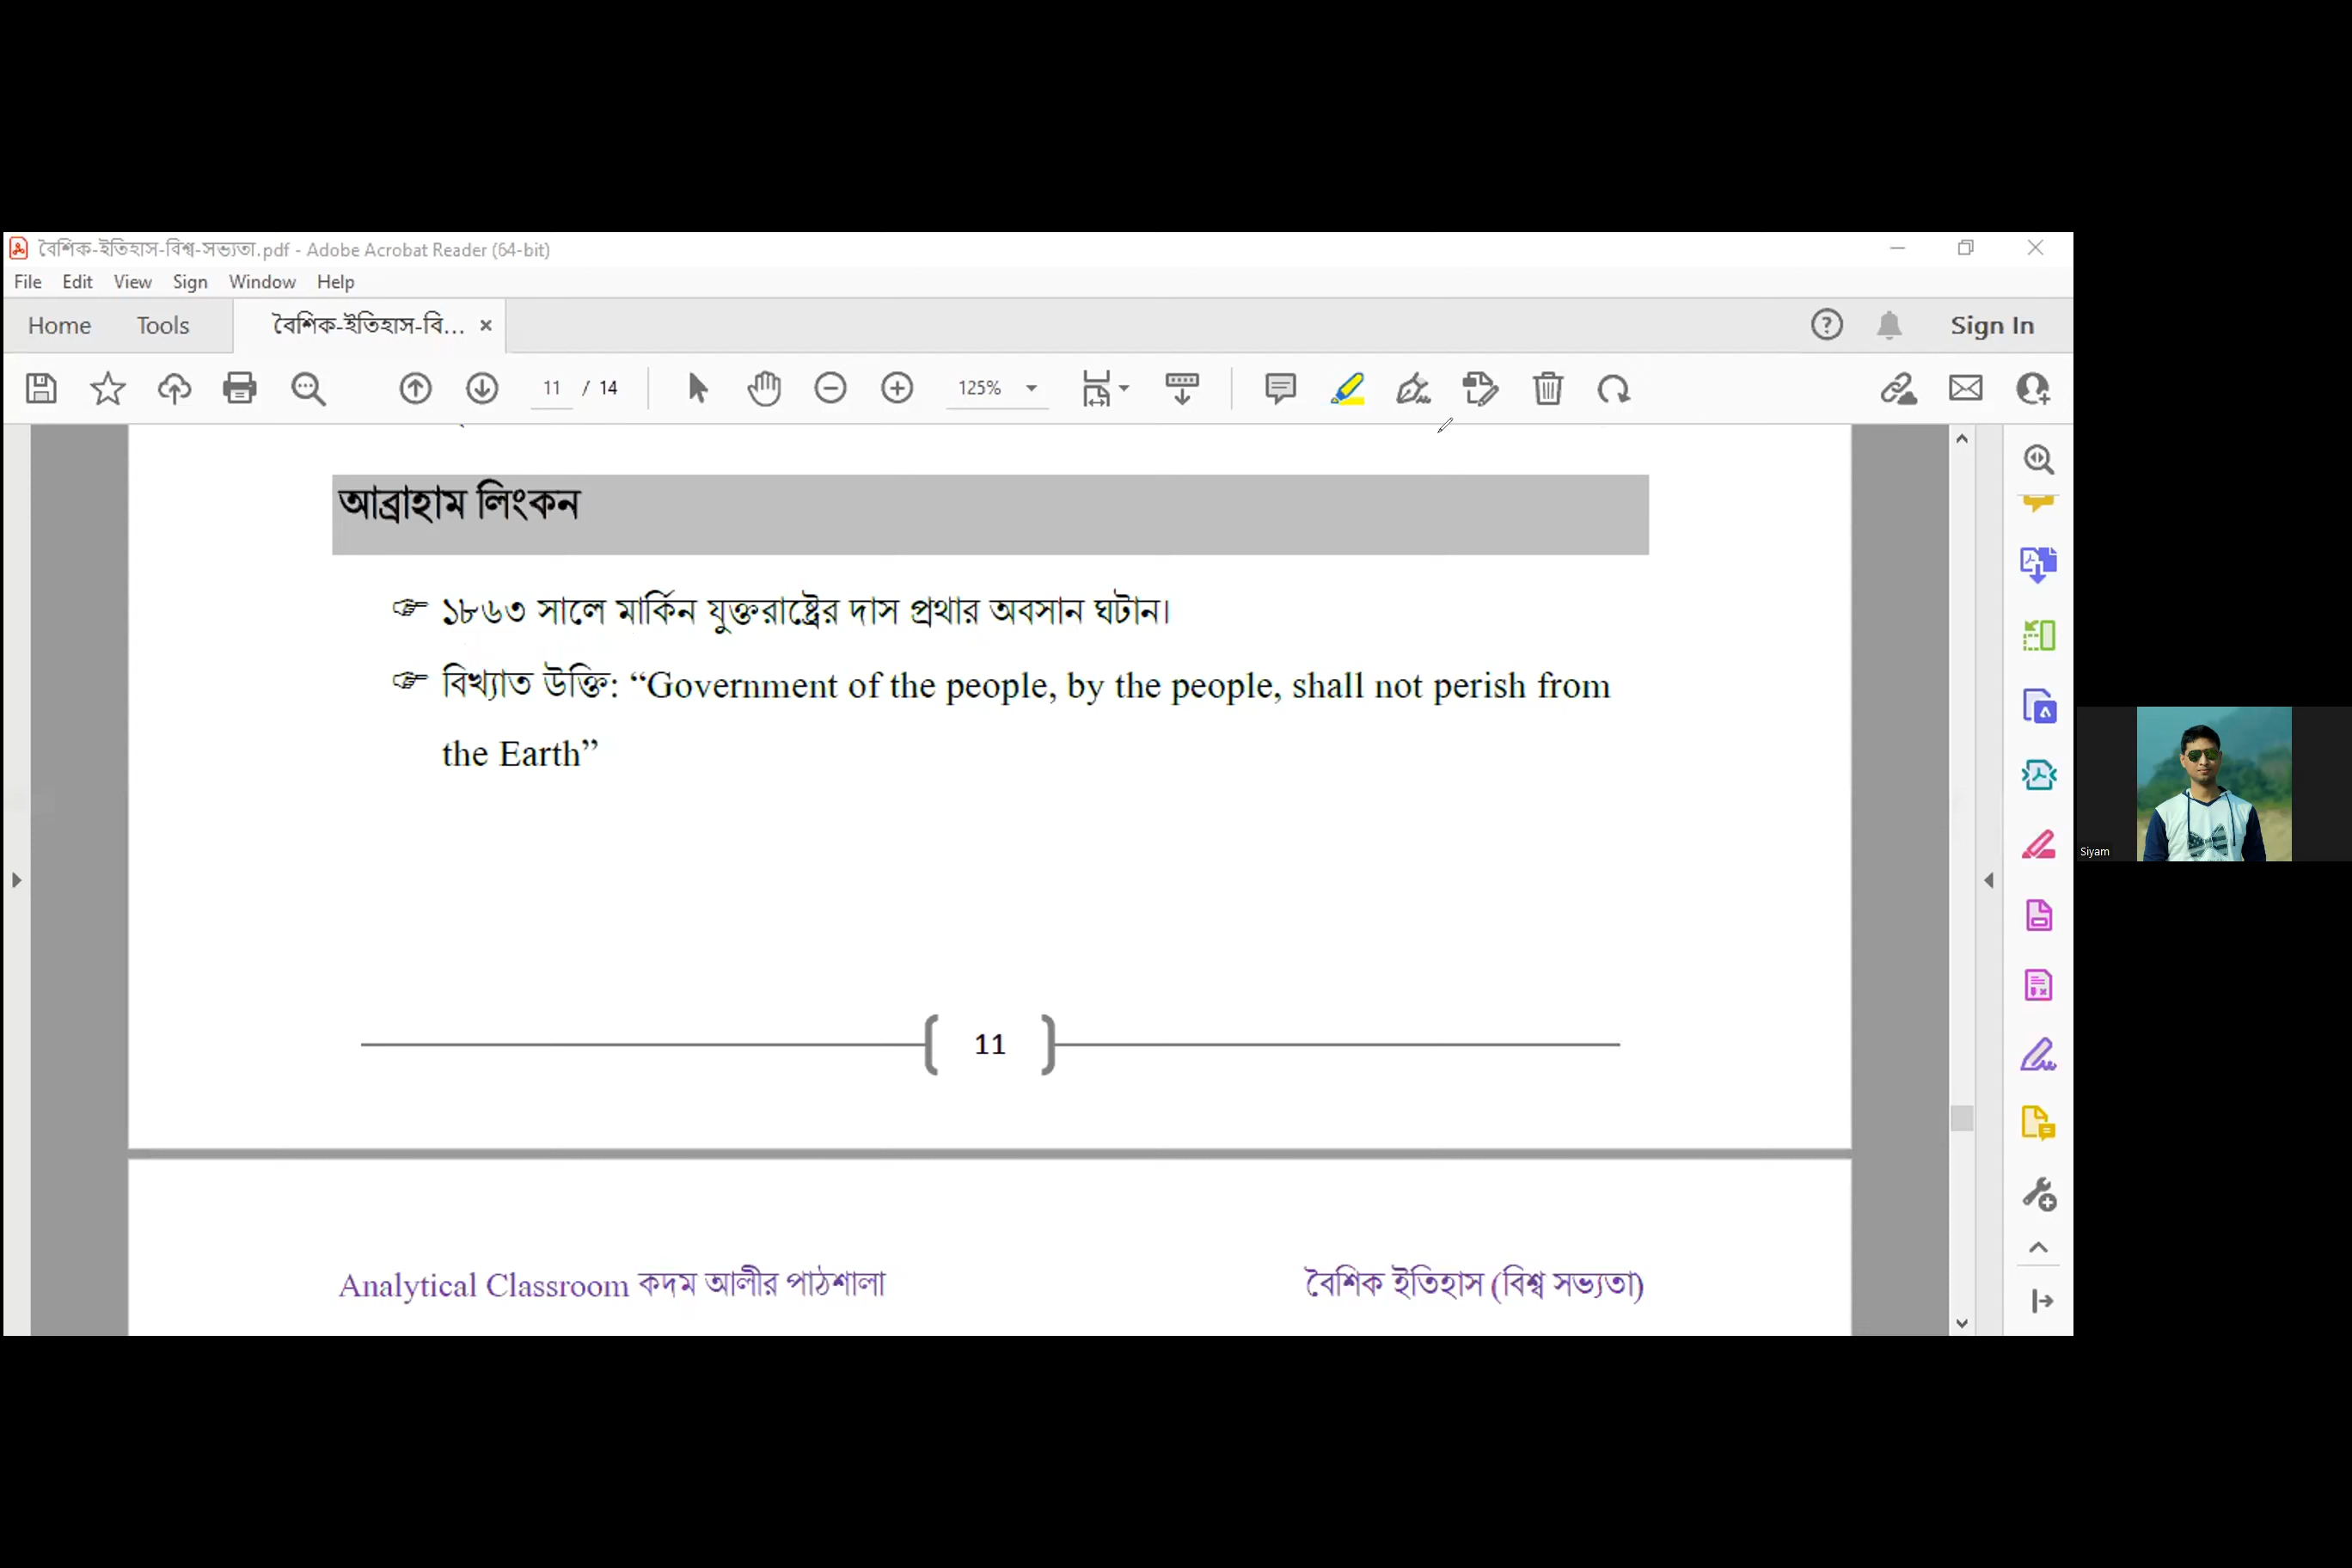 বৈশিক-ইতিহাস-বিশ্ব-সভ্যতা.pdf - Adobe Acrobat Reader (64-bit)
File Edit View Sign Window Help
Home Tools বৈশিক-ইতিহাস-বি... ×
Sign In
11 / 14 125%
আব্রাহাম লিংকন
☞ ১৮৬৩ সালে মার্কিন যুক্তরাষ্ট্রের দাস প্রথার অবসান ঘটান।
☞ বিখ্যাত উক্তি: “Government of the people, by the people, shall not perish from
the Earth”
Siyam
11
Analytical Classroom কদম আলীর পাঠশালা বৈশিক ইতিহাস (বিশ্ব সভ্যতা)